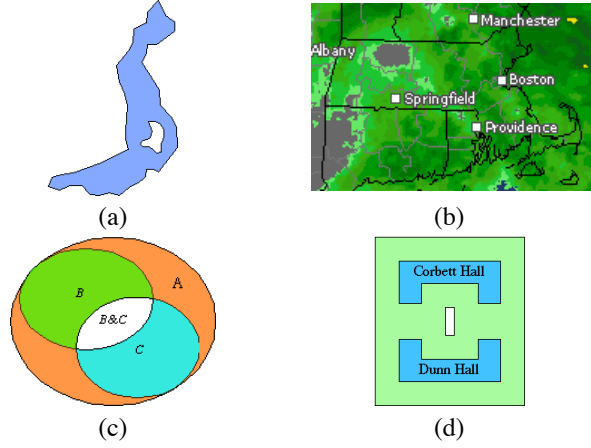 (a)
Manchester
Albany
Boston
Springfield
Providence
(b)
A
B
B&C
C
(c)
Corbett Hall
Dunn Hall
(d)